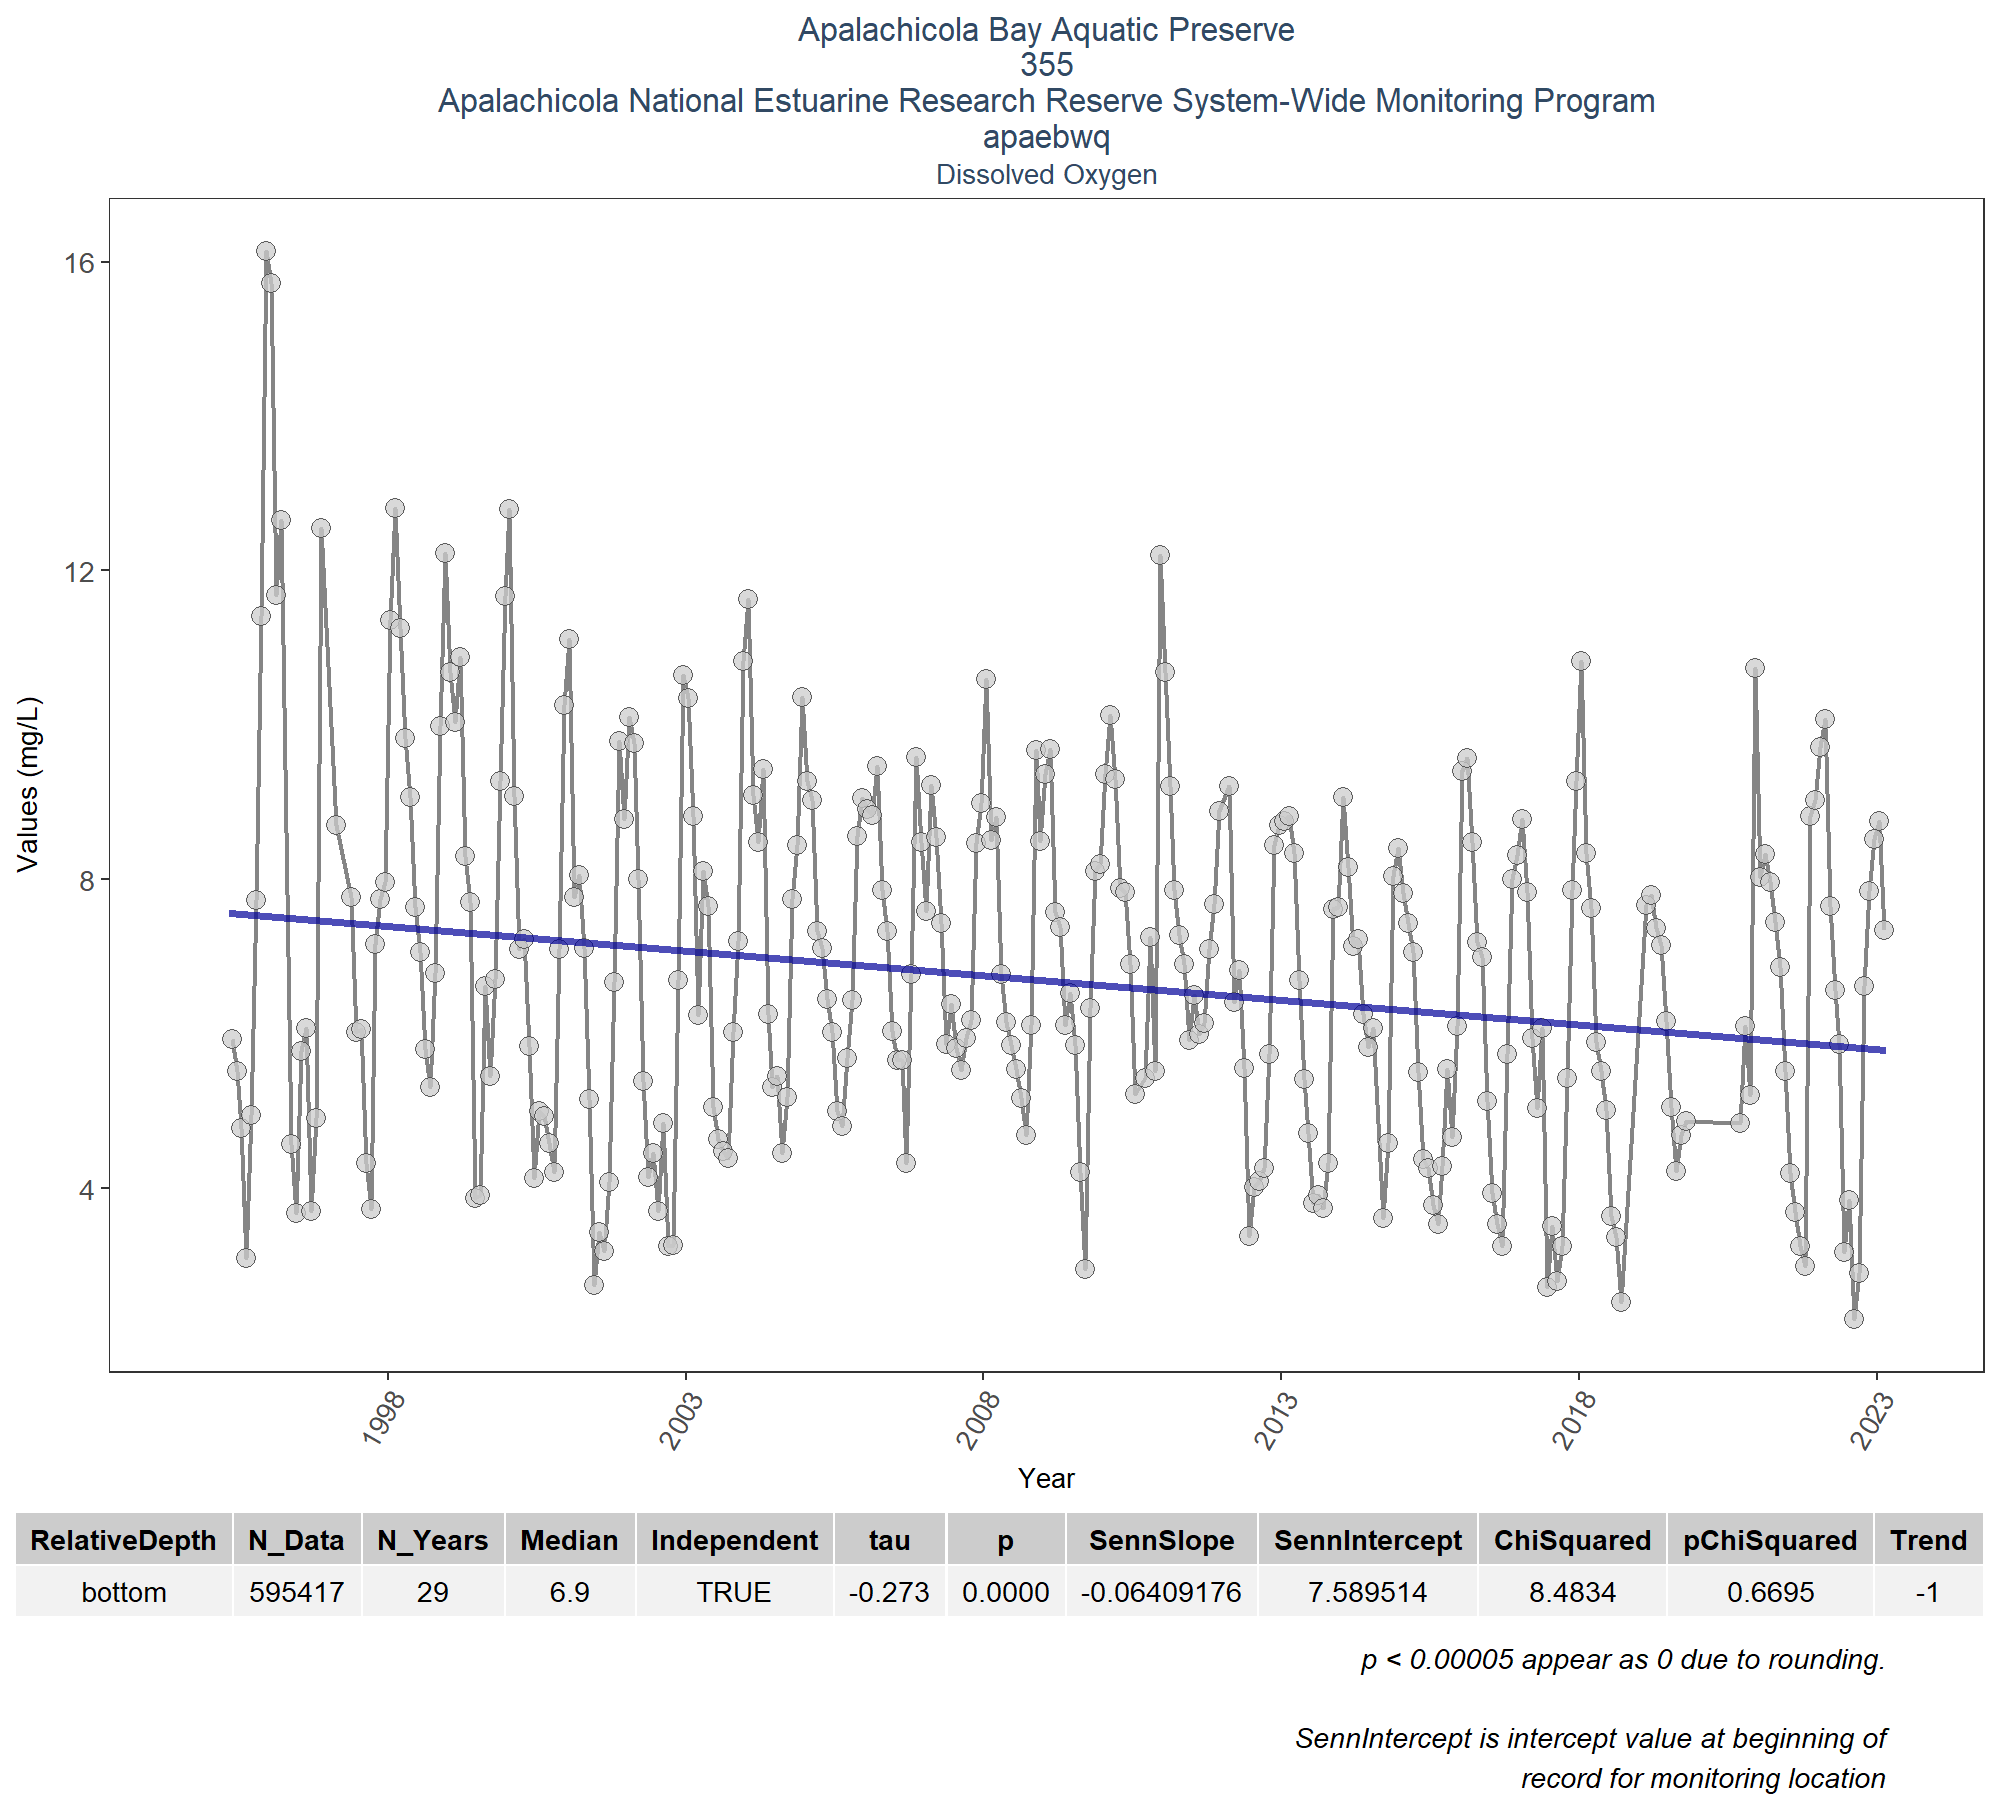 Apalachicola Bay Aquatic Preserve
355
Apalachicola National Estuarine Research Reserve System-Wide Monitoring Program
apaebwq
Dissolved Oxygen
16
12
8
4
Values (mg/L)
1998
2003
2008
2013
2018
2023
Year
RelativeDepth N_Data N_Years Median Independent tau p SennSlope SennIntercept ChiSquared pChiSquared Trend
bottom 595417 29 6.9 TRUE -0.273 0.0000 -0.06409176 7.589514 8.4834 0.6695 -1
p < 0.00005 appear as 0 due to rounding.
SennIntercept is intercept value at beginning of
record for monitoring location